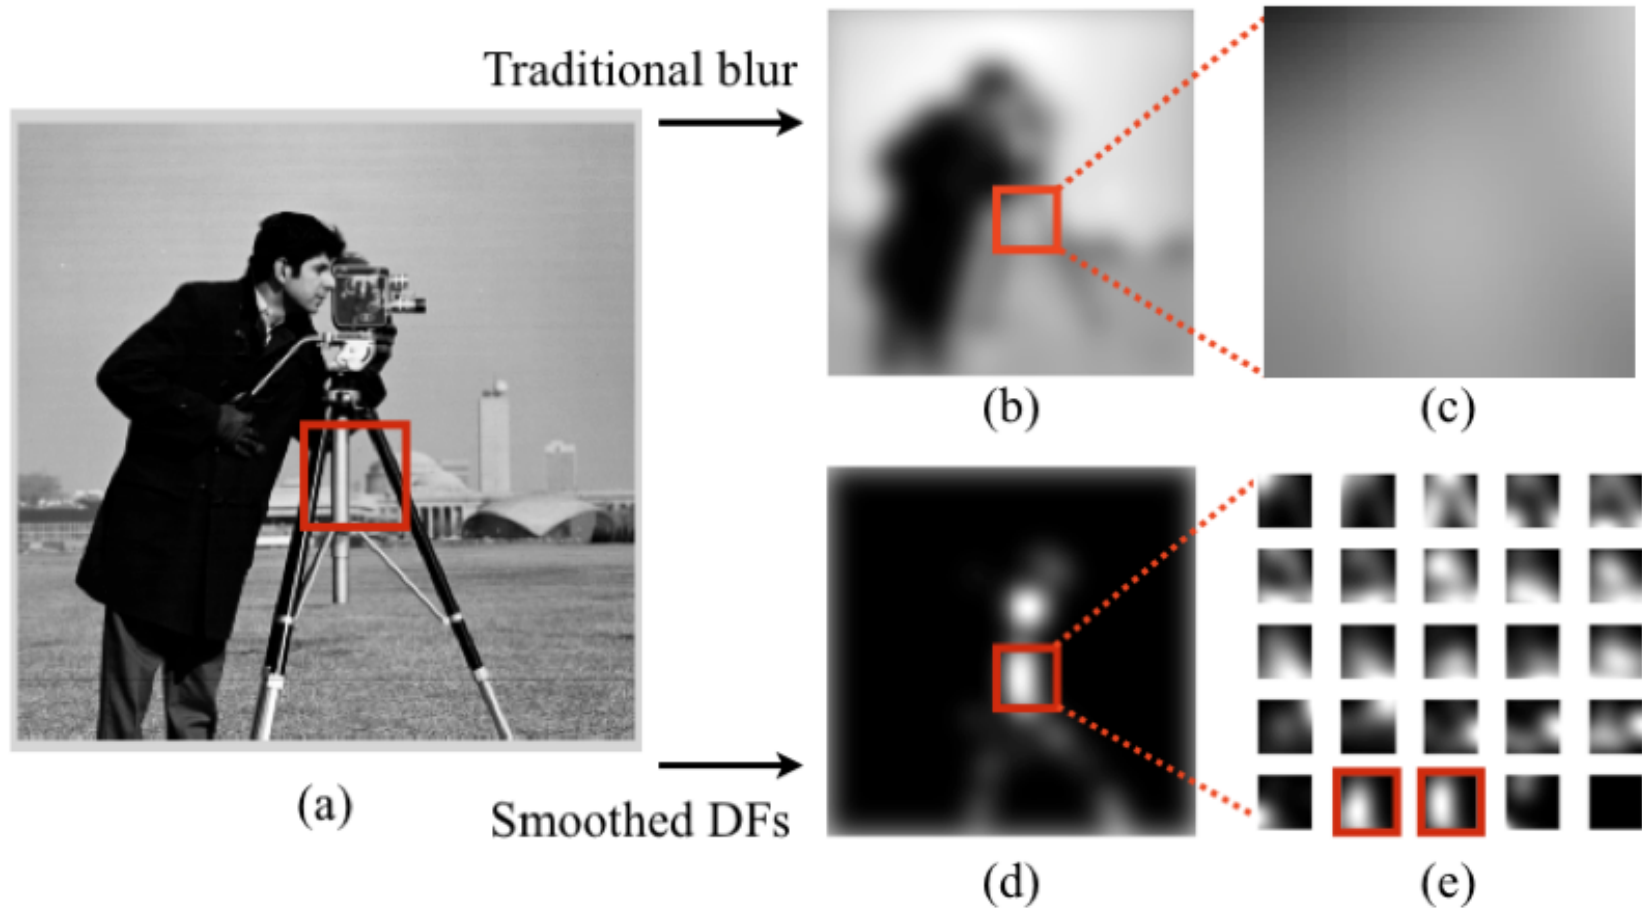 Traditional blur
(b)
(c)
(a)
Smoothed DFs
(d)
(e)